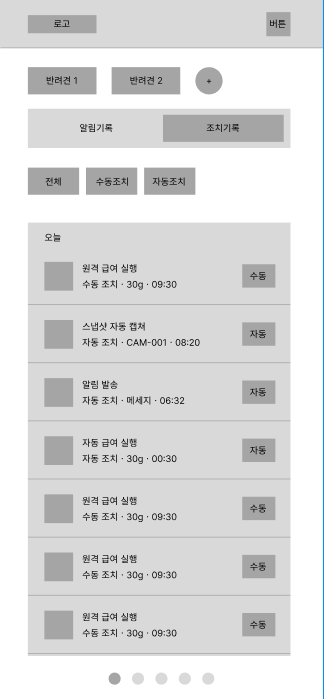 로고
버튼
반려견 1
반려견 2
+
알림기록
조치기록
전체
수동조치
자동조치
오늘
원격 급여 실행
수동 조치 · 30g · 09:30
수동
스냅샷 자동 캡쳐
자동 조치 · CAM-001 · 08:20
자동
알림 발송
자동 조치 · 메세지 · 06:32
자동
자동 급여 실행
자동 조치 · 30g · 00:30
자동
원격 급여 실행
수동 조치 · 30g · 09:30
수동
원격 급여 실행
수동 조치 · 30g · 09:30
수동
원격 급여 실행
수동 조치 · 30g · 09:30
수동